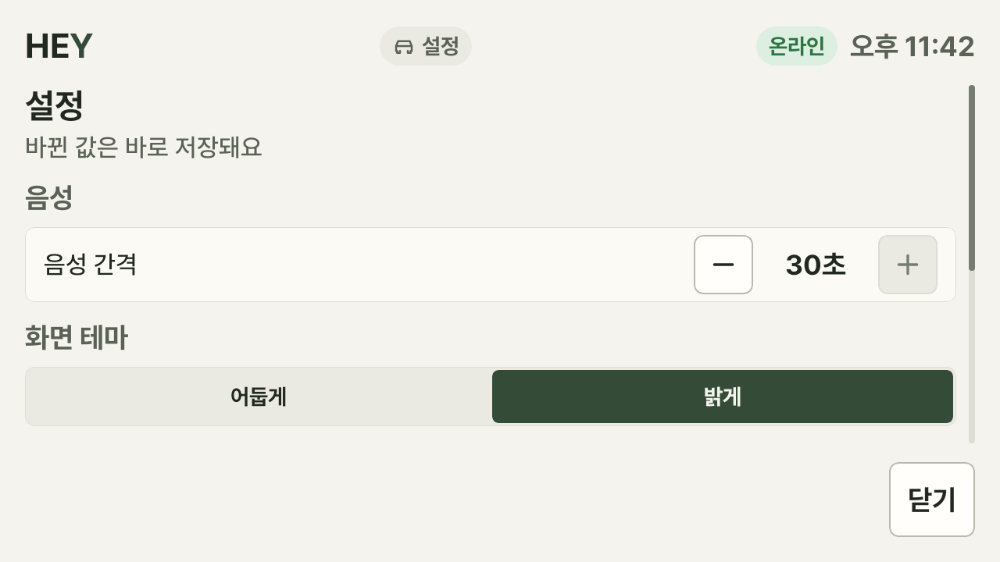 HEY
설정
온라인
오후 11:42
설정
바뀐 값은 바로 저장돼요
음성
음성 간격
30초
화면 테마
어둡게
밝게
닫기